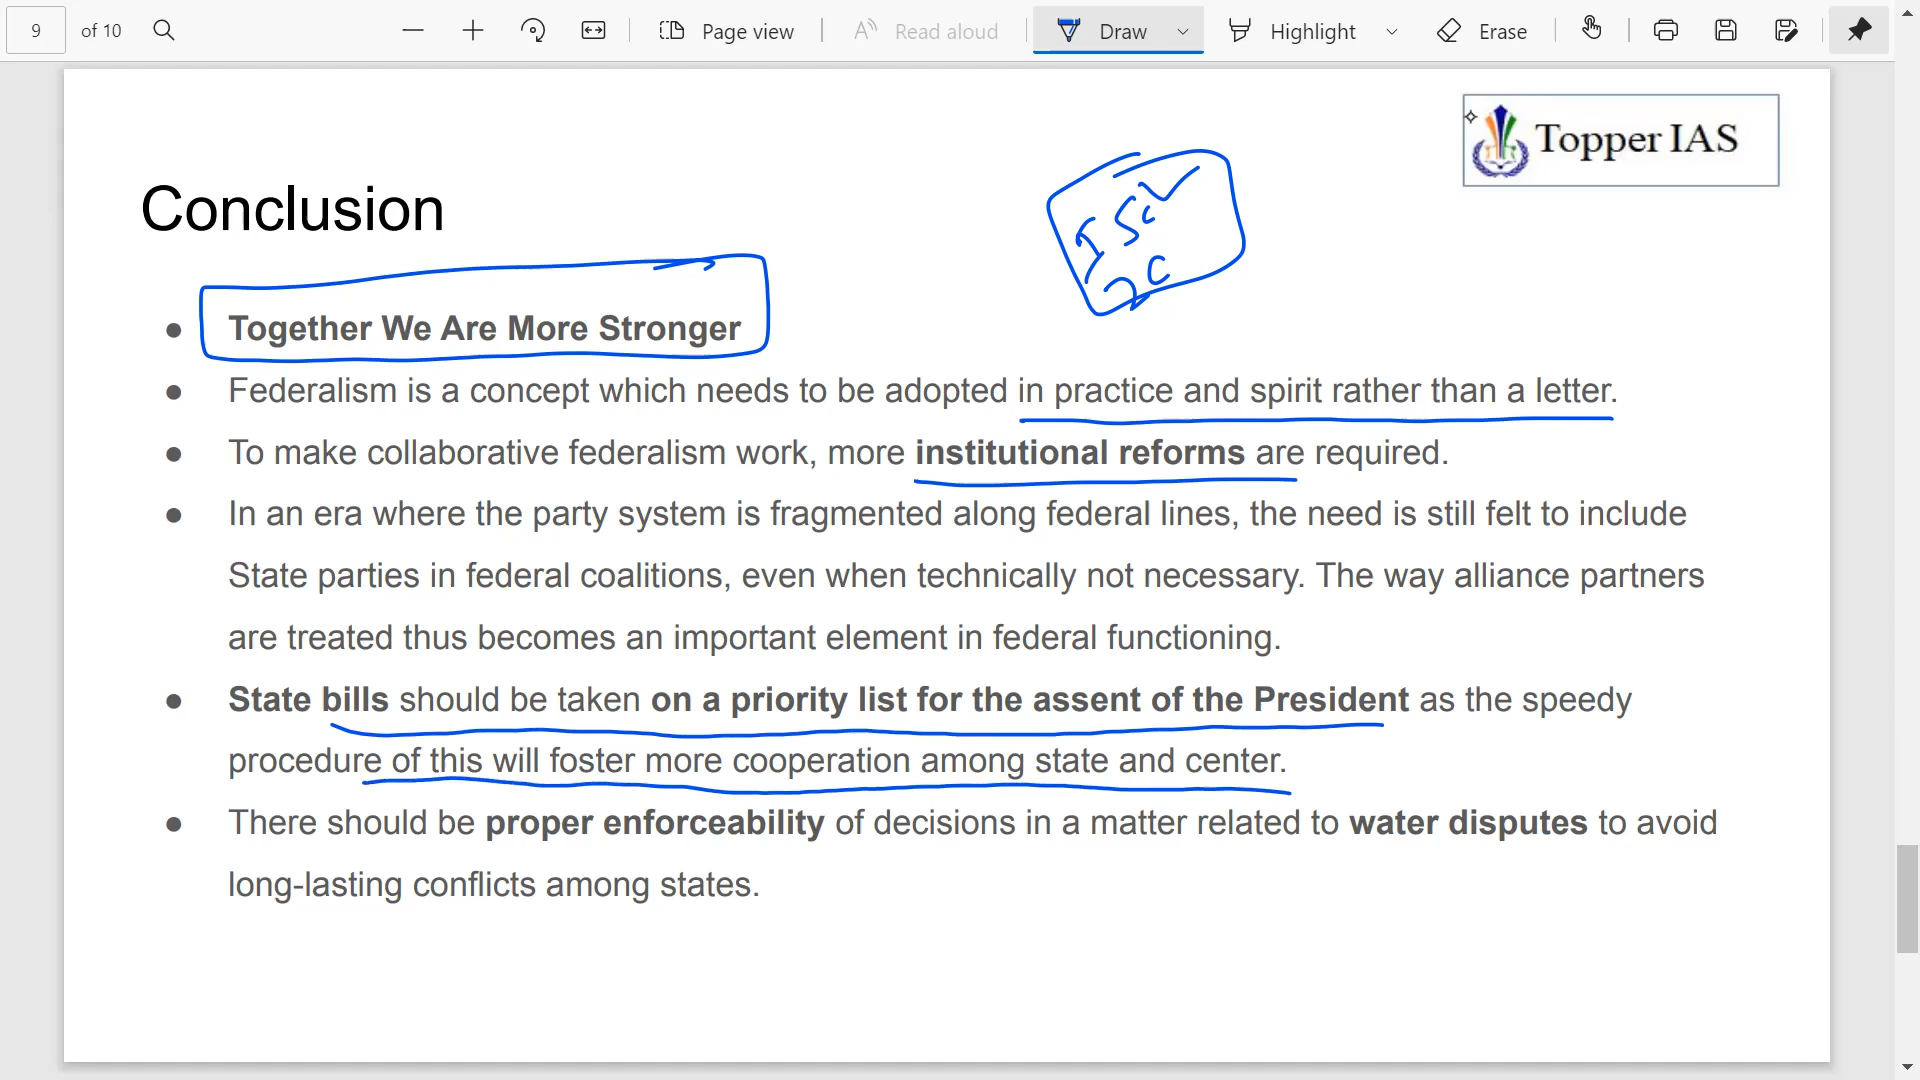 9 of 10 Page view Read aloud Draw Highlight Erase
Topper IAS
ISC
ZC
Conclusion
● Together We Are More Stronger
● Federalism is a concept which needs to be adopted in practice and spirit rather than a letter.
● To make collaborative federalism work, more institutional reforms are required.
● In an era where the party system is fragmented along federal lines, the need is still felt to include
State parties in federal coalitions, even when technically not necessary. The way alliance partners
are treated thus becomes an important element in federal functioning.
● State bills should be taken on a priority list for the assent of the President as the speedy
procedure of this will foster more cooperation among state and center.
● There should be proper enforceability of decisions in a matter related to water disputes to avoid
long-lasting conflicts among states.